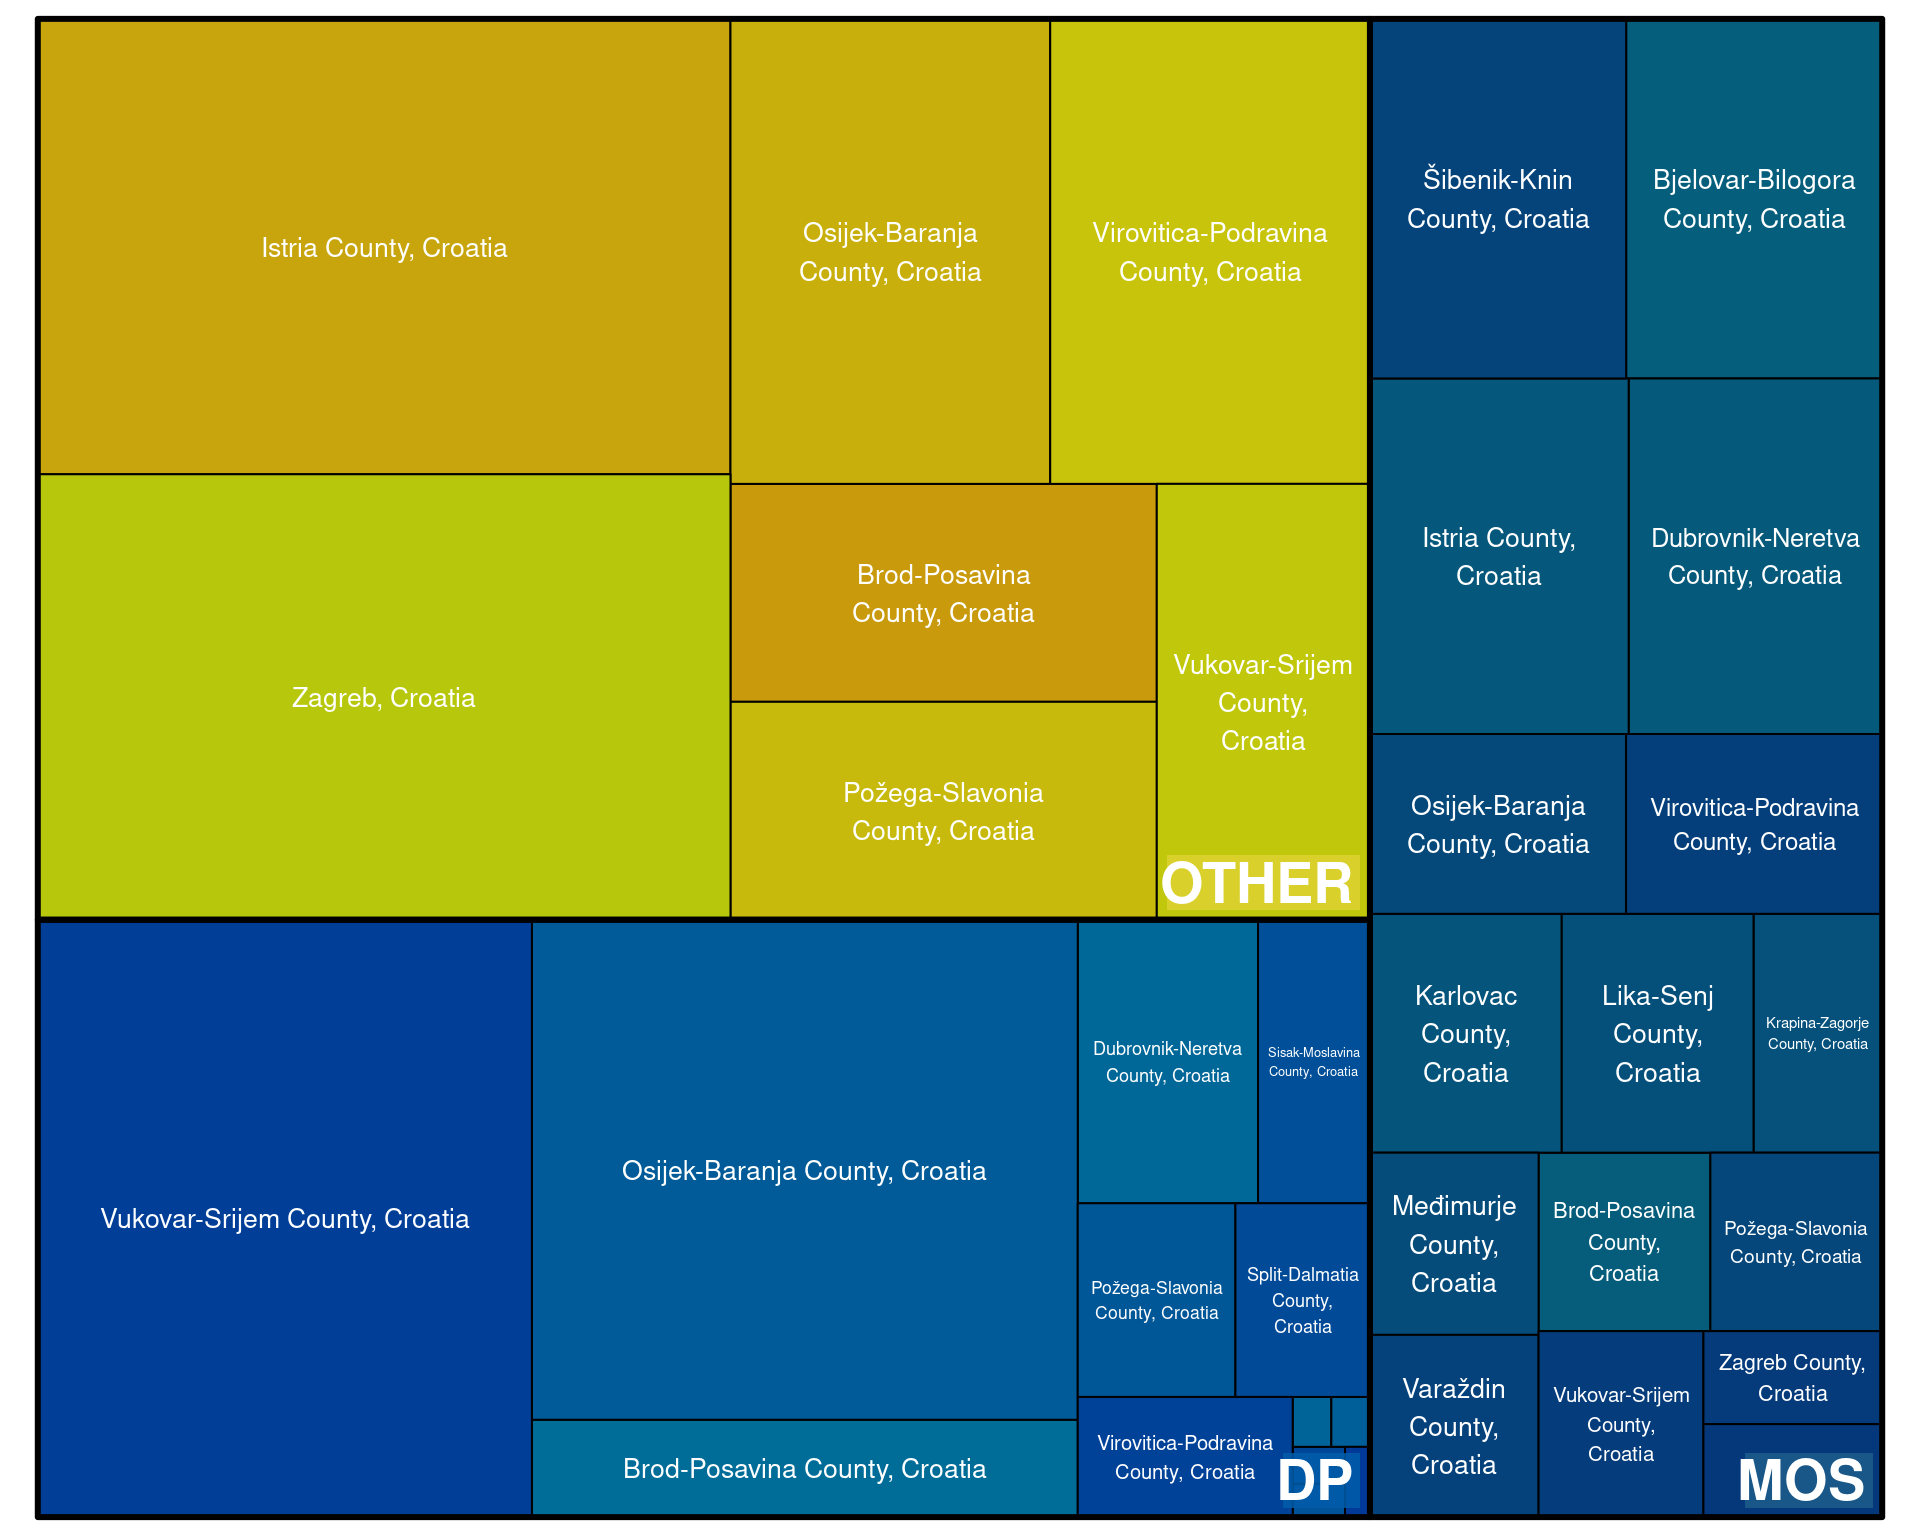 Istria County, Croatia
Osijek-Baranja
County, Croatia
Virovitica-Podravina
County, Croatia
Zagreb, Croatia
Brod-Posavina
County, Croatia
Požega-Slavonia
County, Croatia
Vukovar-Srijem
County,
Croatia
OTHER
Vukovar-Srijem County, Croatia
Osijek-Baranja County, Croatia
Brod-Posavina County, Croatia
Dubrovnik-Neretva
County, Croatia
Sisak-Moslavina
County, Croatia
Požega-Slavonia
County, Croatia
Split-Dalmatia
County,
Croatia
Virovitica-Podravina
County, Croatia
DP
Šibenik-Knin
County, Croatia
Bjelovar-Bilogora
County, Croatia
Istria County,
Croatia
Dubrovnik-Neretva
County, Croatia
Osijek-Baranja
County, Croatia
Virovitica-Podravina
County, Croatia
Karlovac
County,
Croatia
Lika-Senj
County,
Croatia
Krapina-Zagorje
County, Croatia
Međimurje
County,
Croatia
Brod-Posavina
County,
Croatia
Požega-Slavonia
County, Croatia
Varaždin
County,
Croatia
Vukovar-Srijem
County,
Croatia
Zagreb County,
Croatia
MOS